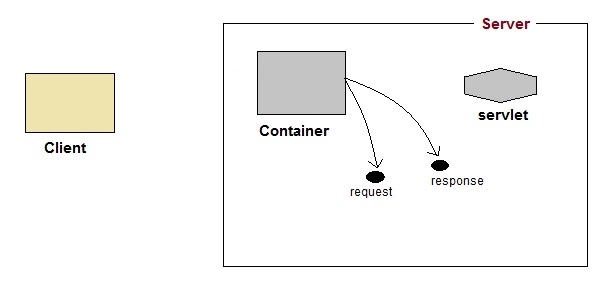 Server
Client
Container
servlet
request
response